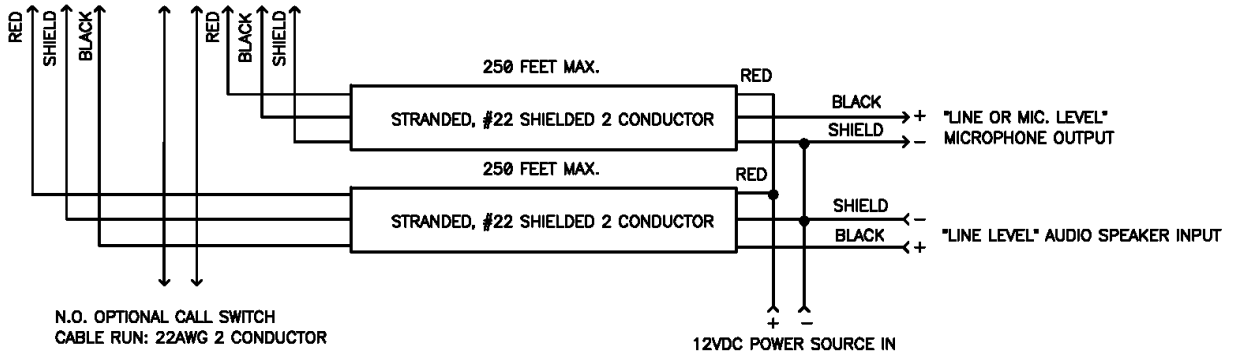 RED
SHIELD
BLACK
RED
BLACK
SHIELD
250 FEET MAX.
RED
STRANDED, #22 SHIELDED 2 CONDUCTOR
BLACK
+
"LINE OR MIC. LEVEL"
SHIELD
−
MICROPHONE OUTPUT
250 FEET MAX.
RED
STRANDED, #22 SHIELDED 2 CONDUCTOR
SHIELD
−
BLACK
+
"LINE LEVEL" AUDIO SPEAKER INPUT
N.O. OPTIONAL CALL SWITCH
CABLE RUN: 22AWG 2 CONDUCTOR
+ −
12VDC POWER SOURCE IN